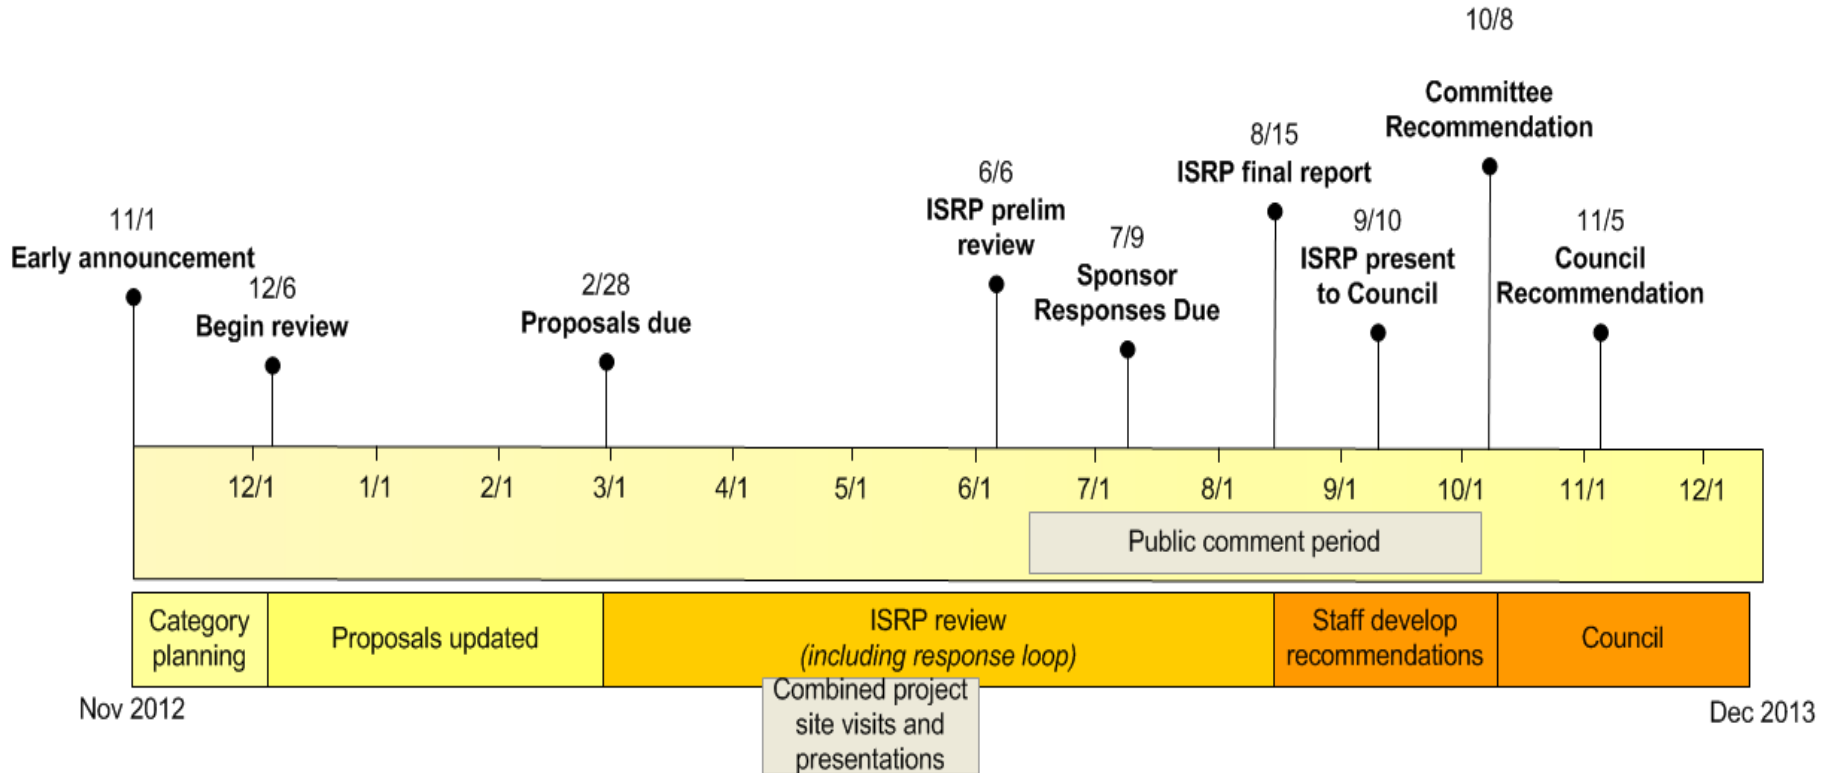 10/8
Committee
Recommendation
8/15
ISRP final report
6/6
ISRP prelim
review
11/1
Early announcement
7/9
Sponsor
Responses Due
9/10
ISRP present
to Council
11/5
Council
Recommendation
12/6
Begin review
2/28
Proposals due
12/1 1/1 2/1 3/1 4/1 5/1 6/1 7/1 8/1 9/1 10/1 11/1 12/1
Public comment period
Category
planning
Proposals updated
ISRP review
(including response loop)
Staff develop
recommendations
Council
Combined project
site visits and
presentations
Nov 2012
Dec 2013